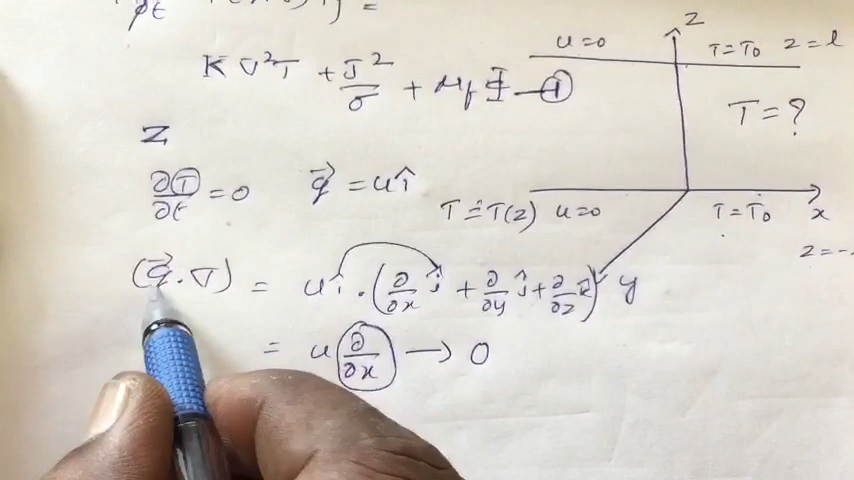 K ∇²T + J²/σ + μf Φ — ①
Z
∂T/∂t = 0 q⃗ = u î
(q⃗ . ∇) = u î . (∂/∂x î + ∂/∂y ĵ + ∂/∂z k̂)
= u ∂/∂x → 0
Z
u = 0 T = T₀ z = l
T = ?
T = T(z) u = 0 T = T₀ x
z = -
y